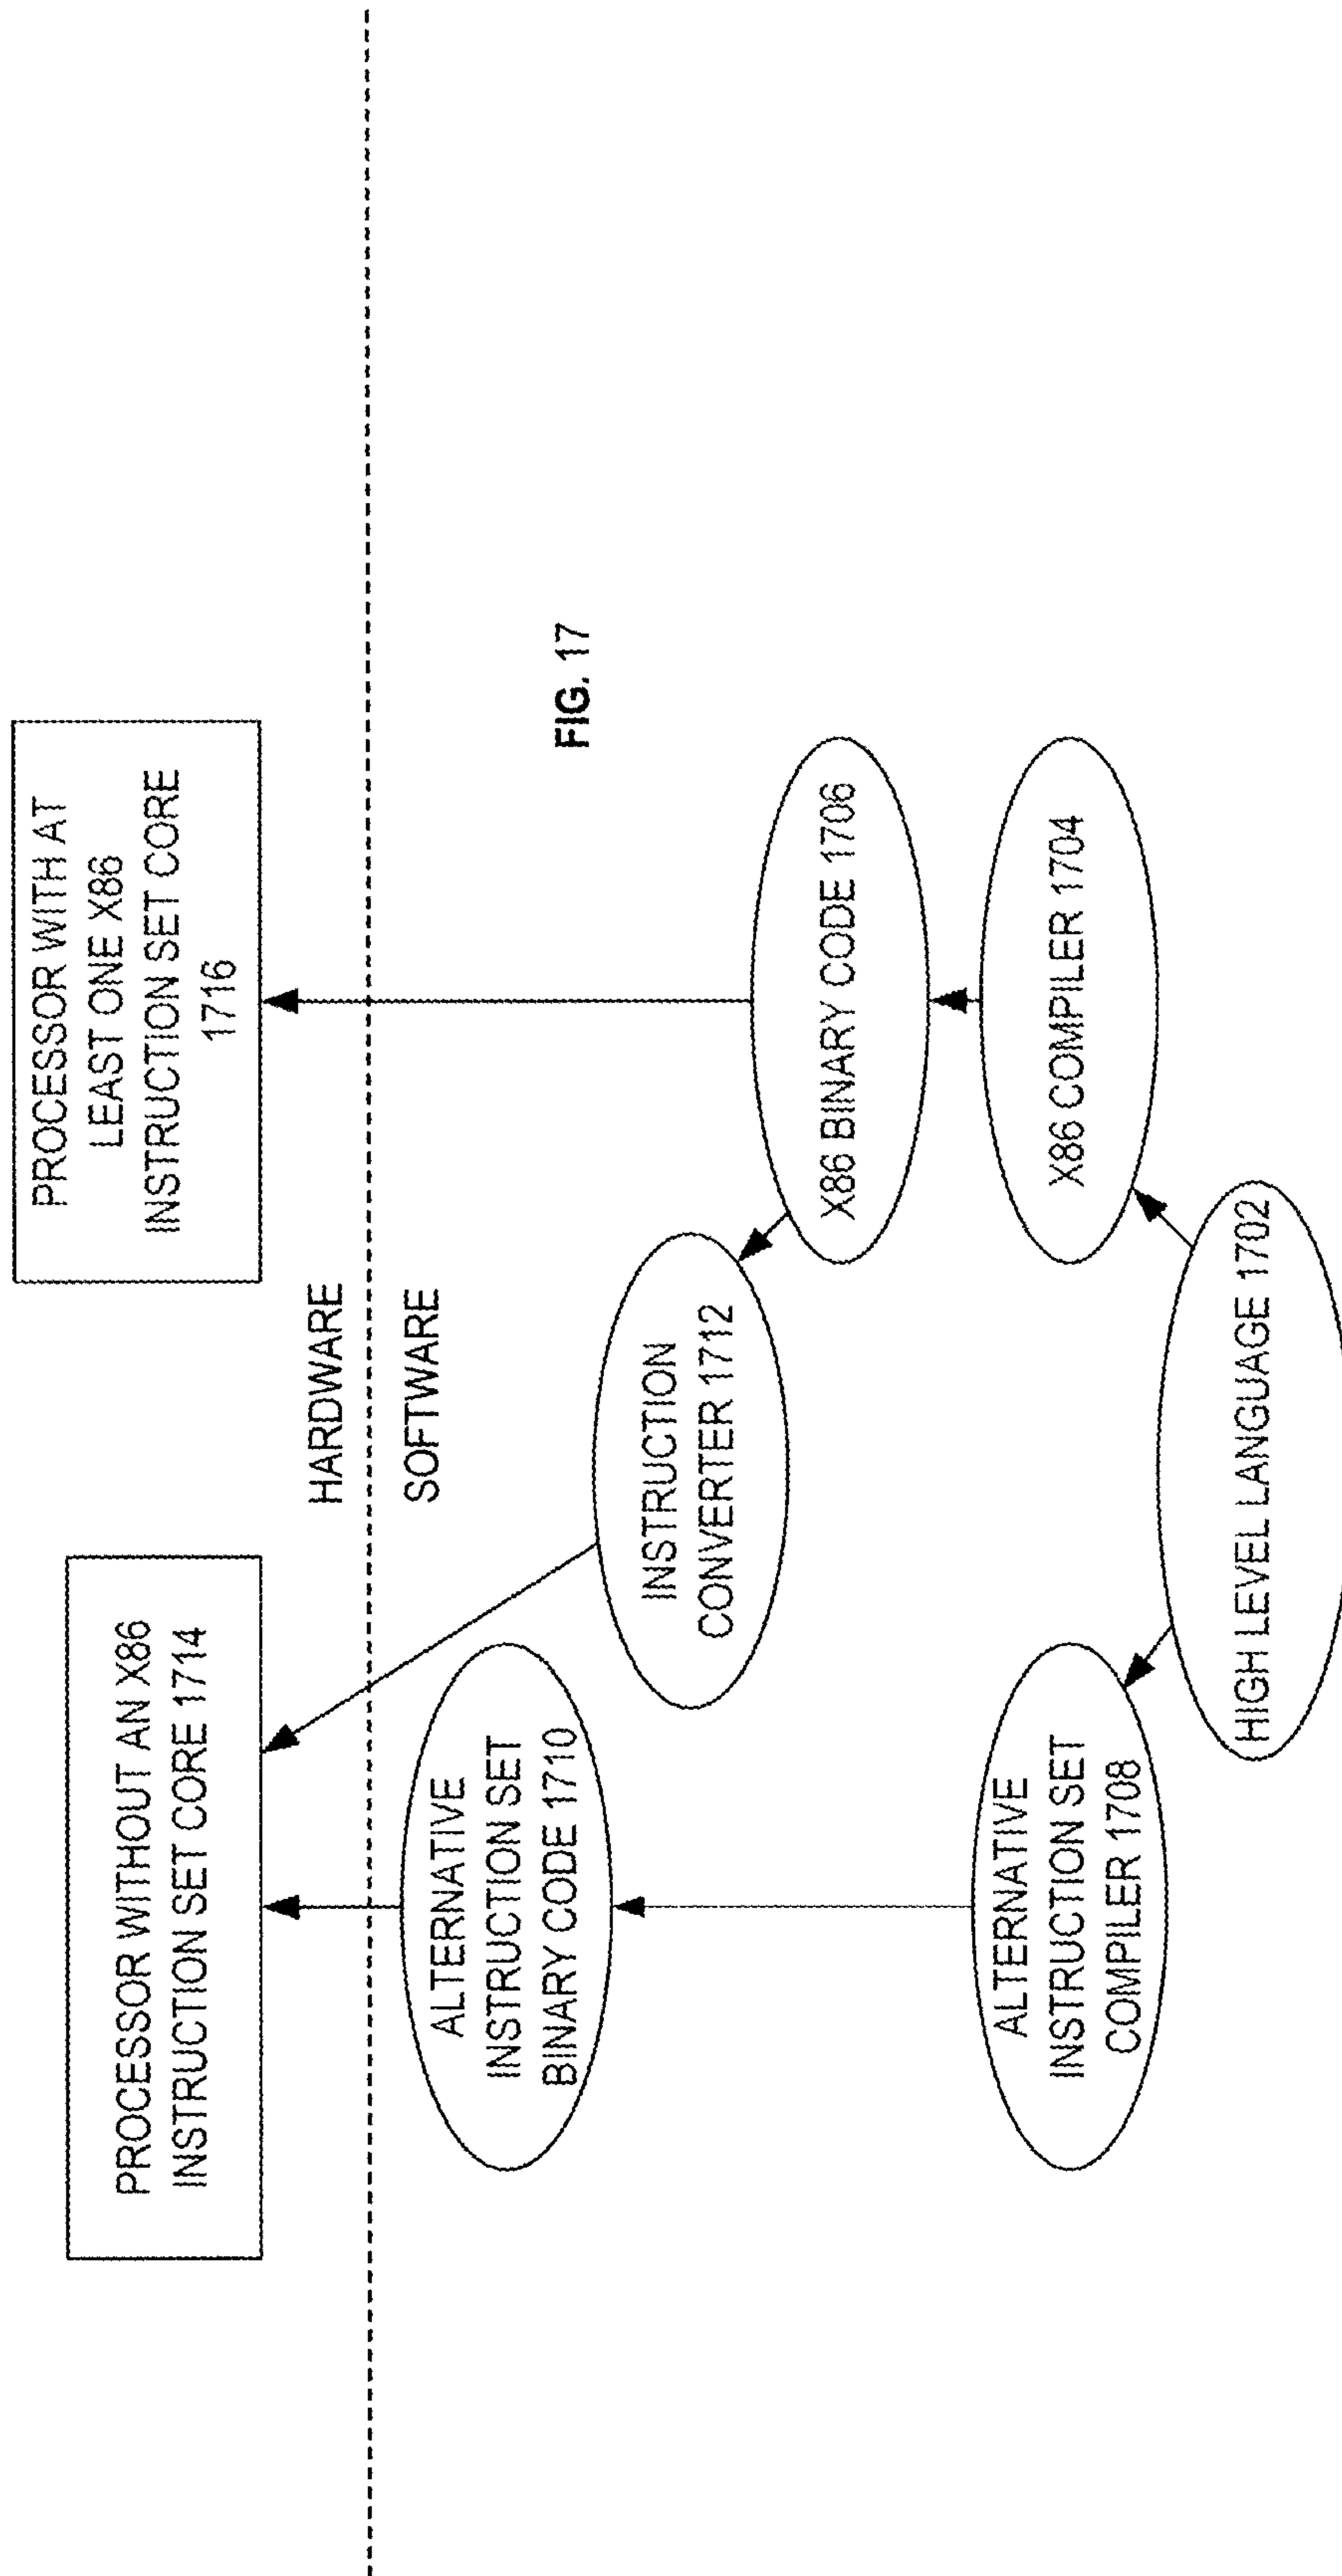 PROCESSOR WITHOUT AN X86
INSTRUCTION SET CORE 1714
PROCESSOR WITH AT
LEAST ONE X86
INSTRUCTION SET CORE
1716
HARDWARE
SOFTWARE
ALTERNATIVE
INSTRUCTION SET
BINARY CODE 1710
INSTRUCTION
CONVERTER 1712
FIG. 17
X86 BINARY CODE 1706
ALTERNATIVE
INSTRUCTION SET
COMPILER 1708
X86 COMPILER 1704
HIGH LEVEL LANGUAGE 1702